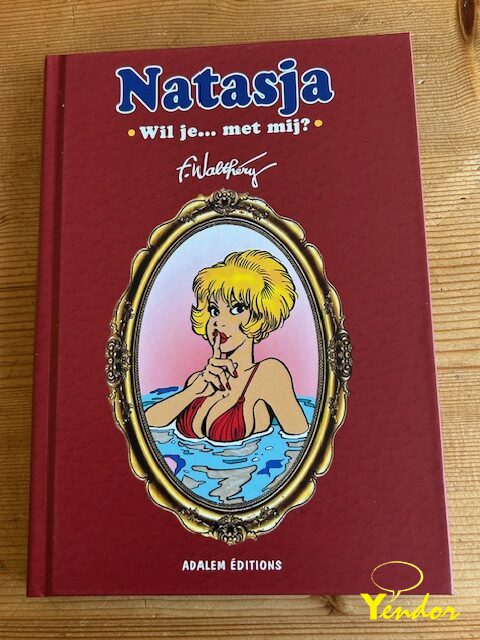 Natasja
• Wil je... met mij? •
F. Walthéry
ADALEM ÉDITIONS
Yendor